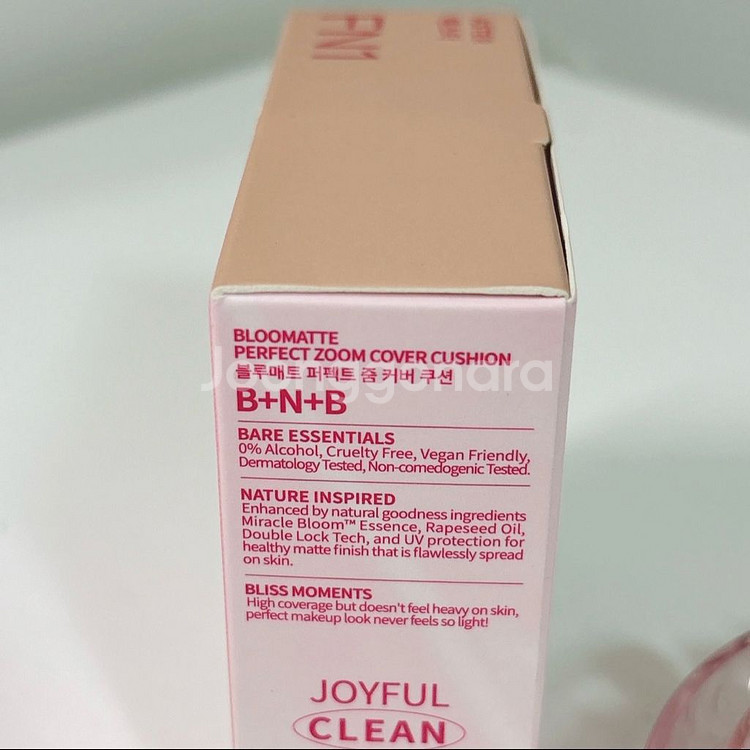 BLOOMATTE
PERFECT ZOOM COVER CUSHION
블루매트 퍼펙트 줌 커버 쿠션
Joonggonara
B+N+B
BARE ESSENTIALS
0% Alcohol, Cruelty Free, Vegan Friendly,
Dermatology Tested, Non-comedogenic Tested.
NATURE INSPIRED
Enhanced by natural goodness ingredients
Miracle Bloom™ Essence, Rapeseed Oil,
Double Lock Tech, and UV protection for
healthy matte finish that is flawlessly spread
on skin.
BLISS MOMENTS
High coverage but doesn't feel heavy on skin,
perfect makeup look never feels so light!
JOYFUL
CLEAN